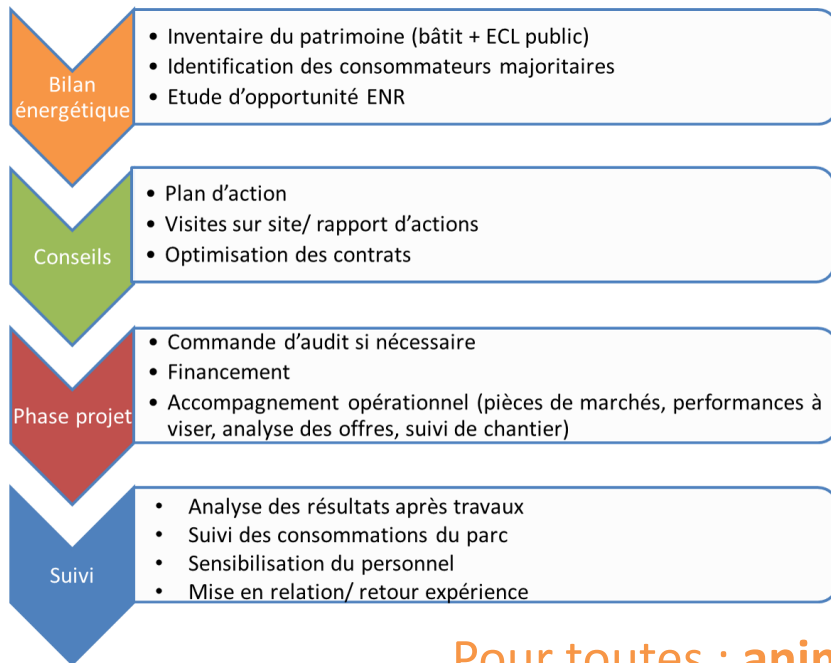 Bilan
énergétique
• Inventaire du patrimoine (bâtit + ECL public)
• Identification des consommateurs majoritaires
• Etude d'opportunité ENR
Conseils
• Plan d'action
• Visites sur site/ rapport d'actions
• Optimisation des contrats
Phase projet
• Commande d'audit si nécessaire
• Financement
• Accompagnement opérationnel (pièces de marchés, performances à
viser, analyse des offres, suivi de chantier)
Suivi
• Analyse des résultats après travaux
• Suivi des consommations du parc
• Sensibilisation du personnel
• Mise en relation/ retour expérience
Pour toutes :